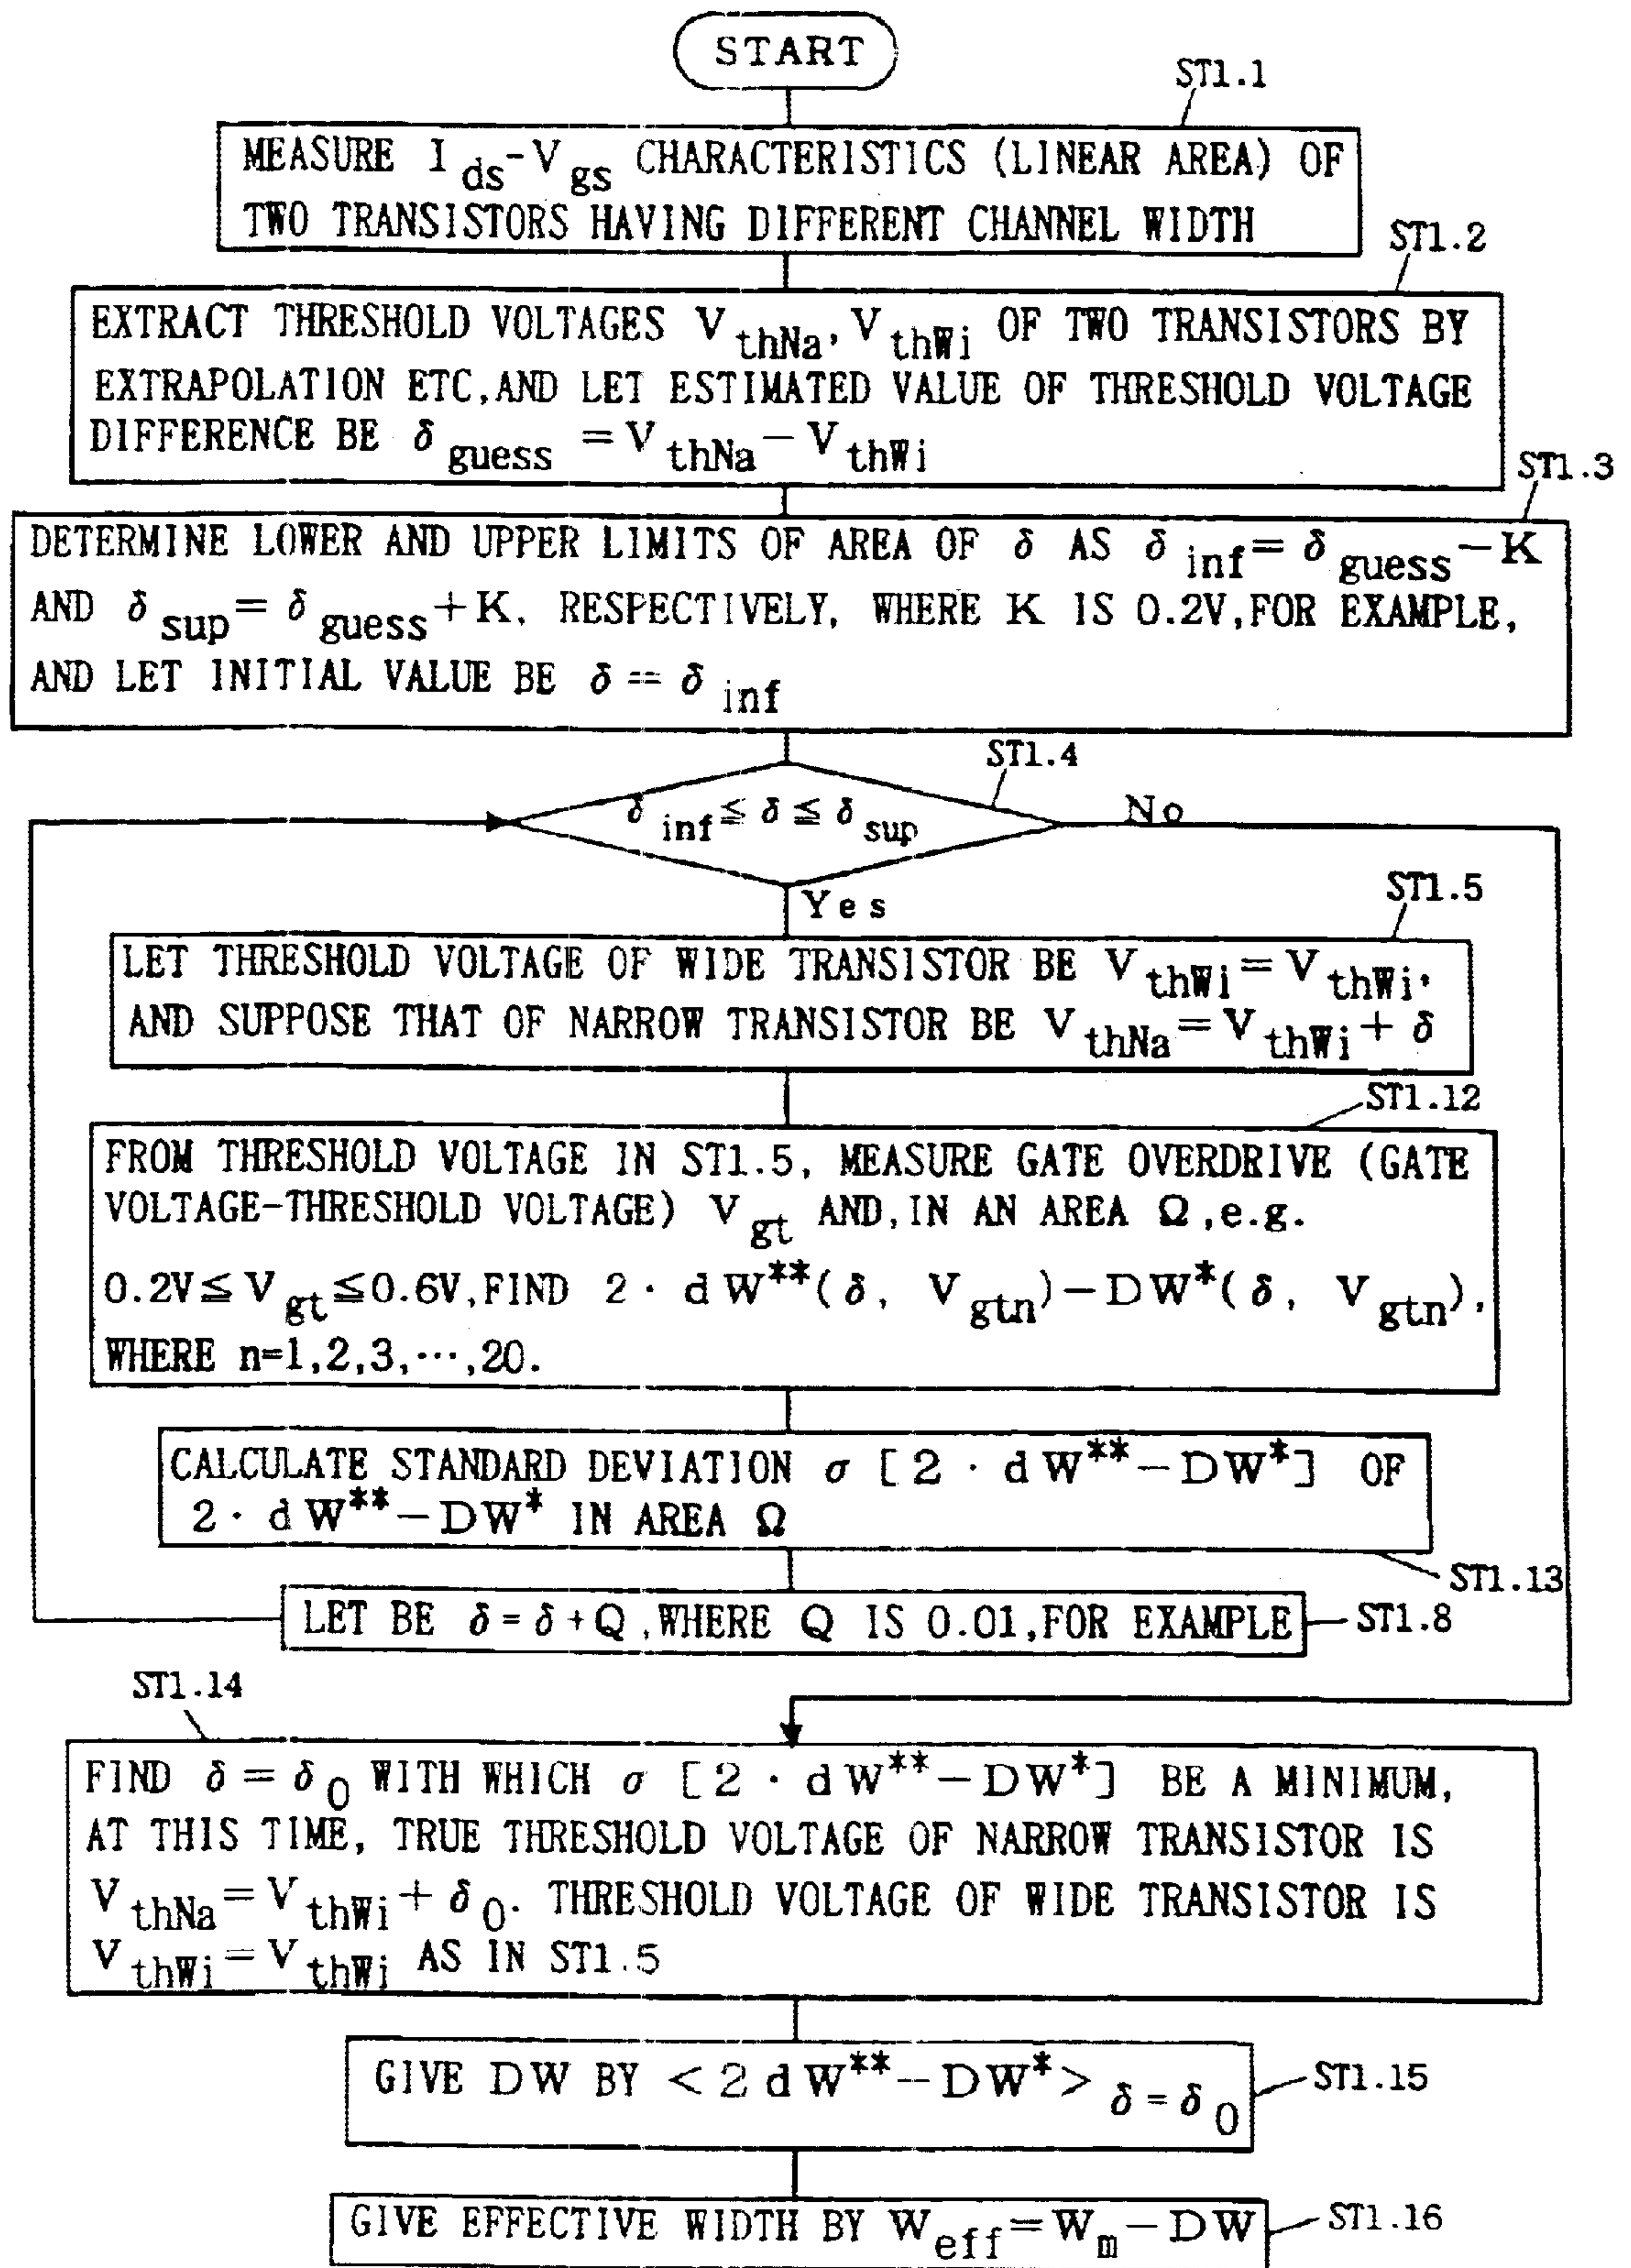 START
ST1.1
MEASURE I ds-V gs CHARACTERISTICS (LINEAR AREA) OF
TWO TRANSISTORS HAVING DIFFERENT CHANNEL WIDTH
ST1.2
EXTRACT THRESHOLD VOLTAGES V thNa, V thWi OF TWO TRANSISTORS BY
EXTRAPOLATION ETC,AND LET ESTIMATED VALUE OF THRESHOLD VOLTAGE
DIFFERENCE BE δ guess = V thNa − V thWi
ST1.3
DETERMINE LOWER AND UPPER LIMITS OF AREA OF δ AS δ inf = δ guess − K
AND δ sup = δ guess + K, RESPECTIVELY, WHERE K IS 0.2V,FOR EXAMPLE,
AND LET INITIAL VALUE BE δ = δ inf
ST1.4
δ inf ≦ δ ≦ δ sup
No
Yes
ST1.5
LET THRESHOLD VOLTAGE OF WIDE TRANSISTOR BE V thWi = V thWi,
AND SUPPOSE THAT OF NARROW TRANSISTOR BE V thNa = V thWi + δ
ST1.12
FROM THRESHOLD VOLTAGE IN ST1.5, MEASURE GATE OVERDRIVE (GATE
VOLTAGE-THRESHOLD VOLTAGE) V gt AND,IN AN AREA Ω,e.g.
0.2V ≦ V gt ≦ 0.6V,FIND 2 · dW**(δ, V gtn) − DW*(δ, V gtn),
WHERE n=1,2,3,···,20.
CALCULATE STANDARD DEVIATION σ [2 · dW** − DW*] OF
2 · dW** − DW* IN AREA Ω
ST1.13
LET BE δ = δ + Q ,WHERE Q IS 0.01,FOR EXAMPLE
ST1.8
ST1.14
FIND δ = δ 0 WITH WHICH σ [2 · dW** − DW*] BE A MINIMUM,
AT THIS TIME, TRUE THRESHOLD VOLTAGE OF NARROW TRANSISTOR IS
V thNa = V thWi + δ 0. THRESHOLD VOLTAGE OF WIDE TRANSISTOR IS
V thWi = V thWi AS IN ST1.5
GIVE DW BY < 2 dW** − DW* > δ = δ 0
ST1.15
GIVE EFFECTIVE WIDTH BY W eff = W m − DW
ST1.16